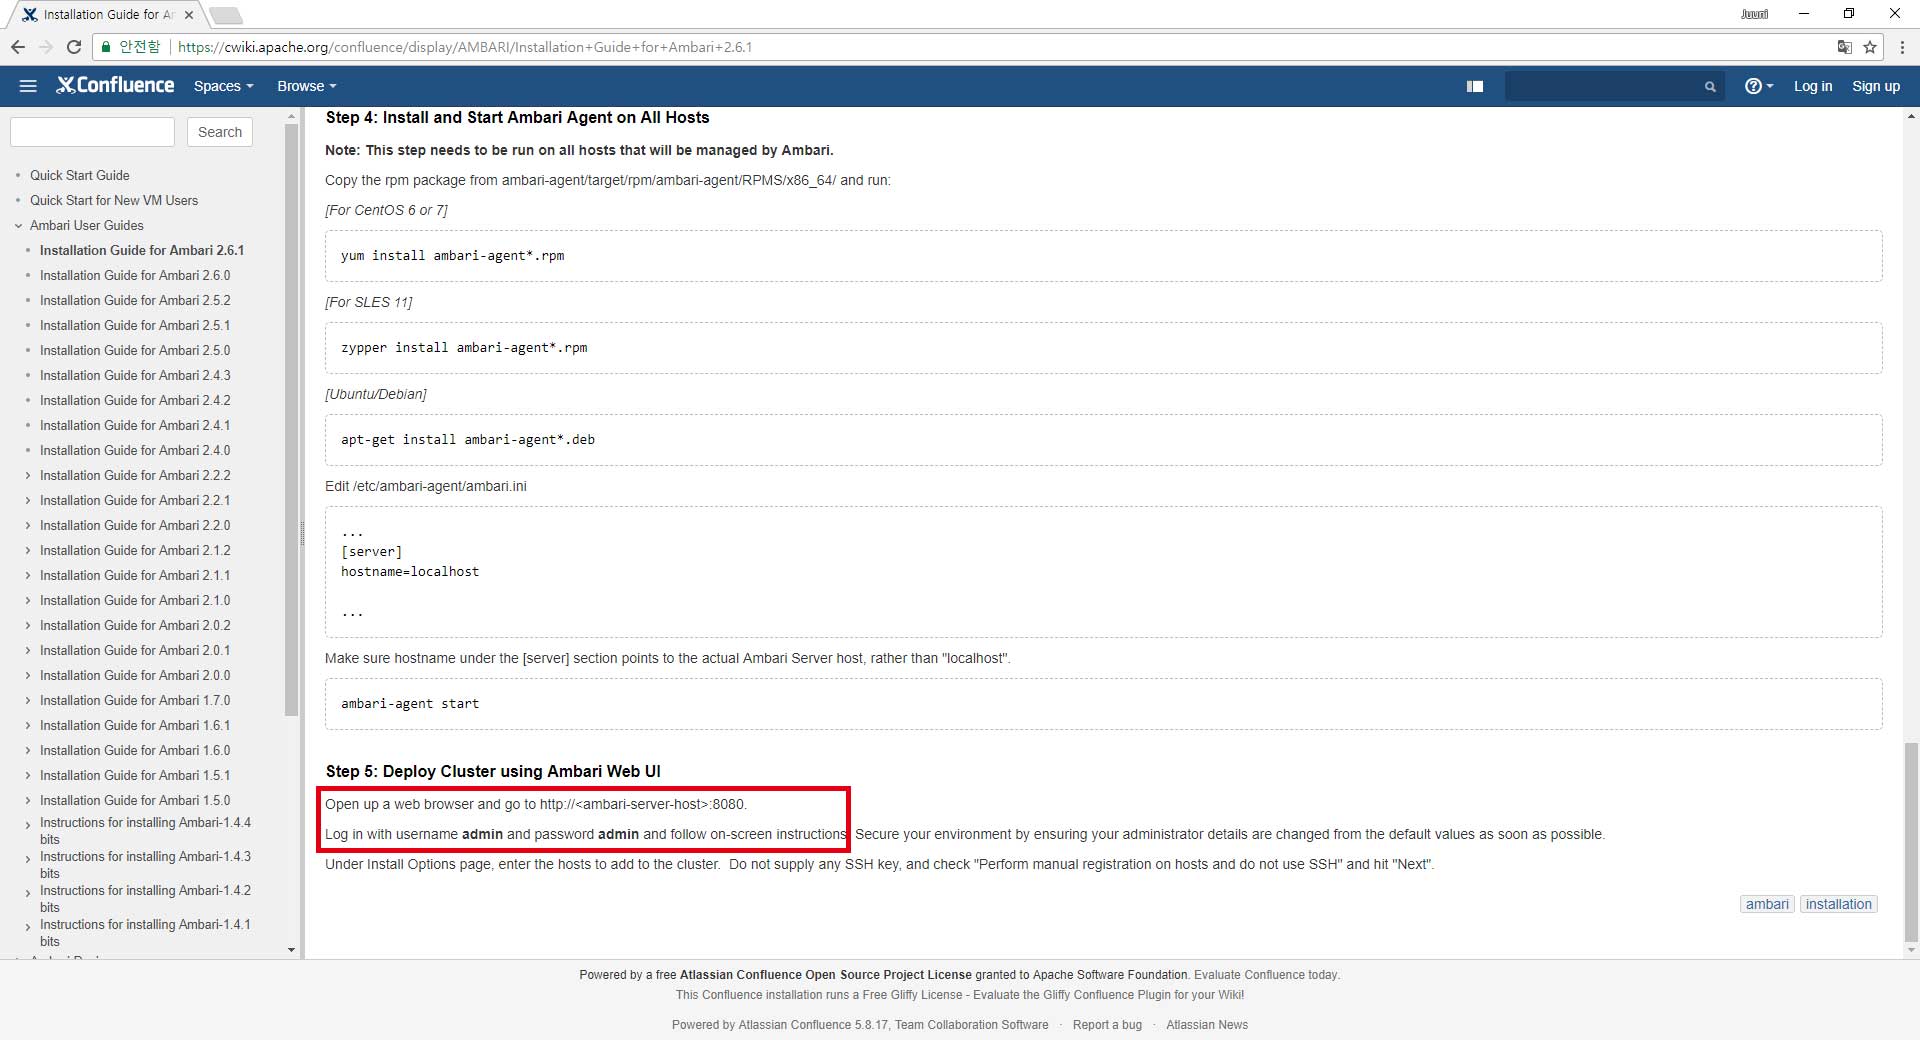 Installation Guide for Ar
Juuni
안전함 https://cwiki.apache.org/confluence/display/AMBARI/Installation+Guide+for+Ambari+2.6.1
Confluence Spaces Browse Log in Sign up
Search
Quick Start Guide
Quick Start for New VM Users
Ambari User Guides
Installation Guide for Ambari 2.6.1
Installation Guide for Ambari 2.6.0
Installation Guide for Ambari 2.5.2
Installation Guide for Ambari 2.5.1
Installation Guide for Ambari 2.5.0
Installation Guide for Ambari 2.4.3
Installation Guide for Ambari 2.4.2
Installation Guide for Ambari 2.4.1
Installation Guide for Ambari 2.4.0
Installation Guide for Ambari 2.2.2
Installation Guide for Ambari 2.2.1
Installation Guide for Ambari 2.2.0
Installation Guide for Ambari 2.1.2
Installation Guide for Ambari 2.1.1
Installation Guide for Ambari 2.1.0
Installation Guide for Ambari 2.0.2
Installation Guide for Ambari 2.0.1
Installation Guide for Ambari 2.0.0
Installation Guide for Ambari 1.7.0
Installation Guide for Ambari 1.6.1
Installation Guide for Ambari 1.6.0
Installation Guide for Ambari 1.5.1
Installation Guide for Ambari 1.5.0
Instructions for installing Ambari-1.4.4
bits
Instructions for installing Ambari-1.4.3
bits
Instructions for installing Ambari-1.4.2
bits
Instructions for installing Ambari-1.4.1
bits
Step 4: Install and Start Ambari Agent on All Hosts
Note: This step needs to be run on all hosts that will be managed by Ambari.
Copy the rpm package from ambari-agent/target/rpm/ambari-agent/RPMS/x86_64/ and run:
[For CentOS 6 or 7]
yum install ambari-agent*.rpm
[For SLES 11]
zypper install ambari-agent*.rpm
[Ubuntu/Debian]
apt-get install ambari-agent*.deb
Edit /etc/ambari-agent/ambari.ini
...
[server]
hostname=localhost
...
Make sure hostname under the [server] section points to the actual Ambari Server host, rather than "localhost".
ambari-agent start
Step 5: Deploy Cluster using Ambari Web UI
Open up a web browser and go to http://<ambari-server-host>:8080.
Log in with username admin and password admin and follow on-screen instructions. Secure your environment by ensuring your administrator details are changed from the default values as soon as possible.
Under Install Options page, enter the hosts to add to the cluster.  Do not supply any SSH key, and check "Perform manual registration on hosts and do not use SSH" and hit "Next".
ambari installation
Powered by a free Atlassian Confluence Open Source Project License granted to Apache Software Foundation. Evaluate Confluence today.
This Confluence installation runs a Free Gliffy License - Evaluate the Gliffy Confluence Plugin for your Wiki!
Powered by Atlassian Confluence 5.8.17, Team Collaboration Software · Report a bug · Atlassian News